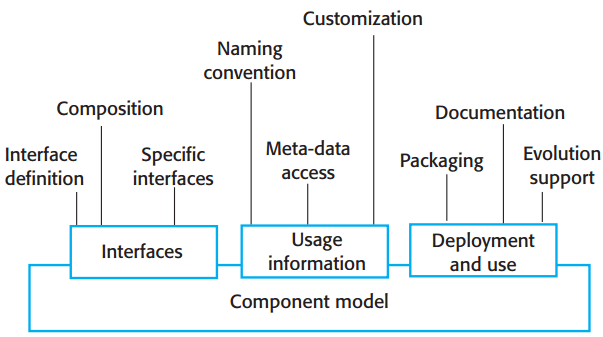 Customization
Naming
convention
Composition
Documentation
Interface
definition
Specific
interfaces
Meta-data
access
Packaging
Evolution
support
Interfaces
Usage
information
Deployment
and use
Component model